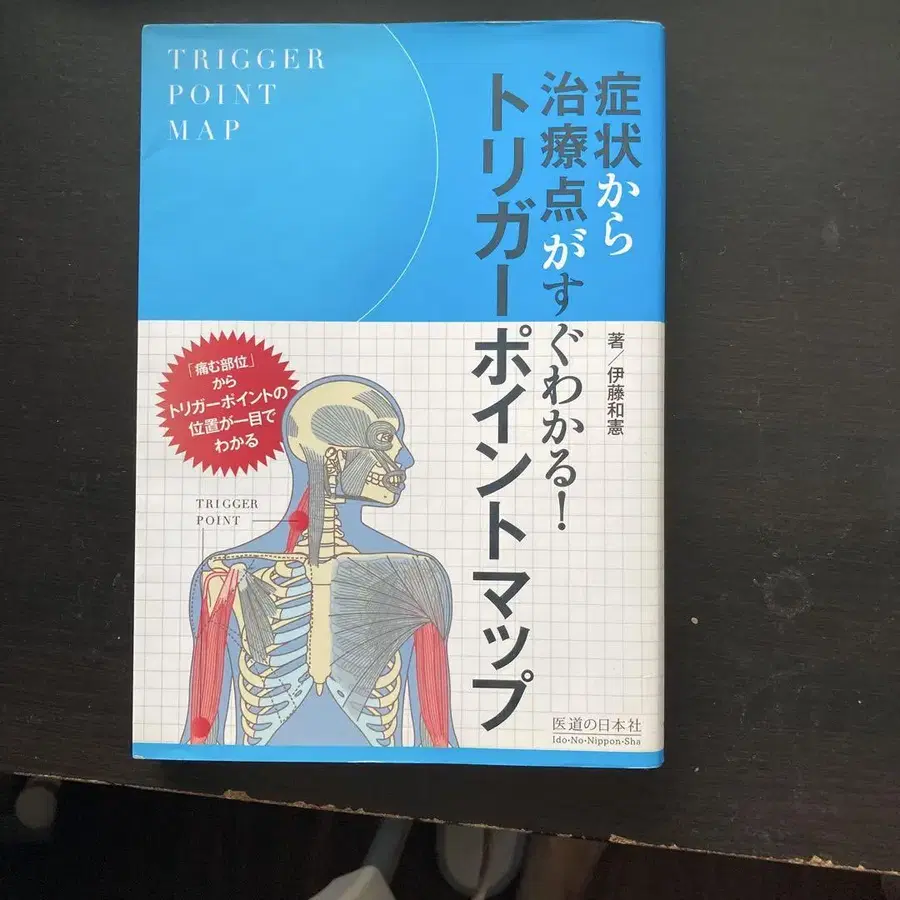 TRIGGER
POINT
MAP
症状から
治療点がすぐわかる!
トリガーポイントマップ
著/伊藤和憲
「痛む部位」
から
トリガーポイントの
位置が一目で
わかる
TRIGGER
POINT
医道の日本社
Ido・No・Nippon・Sha